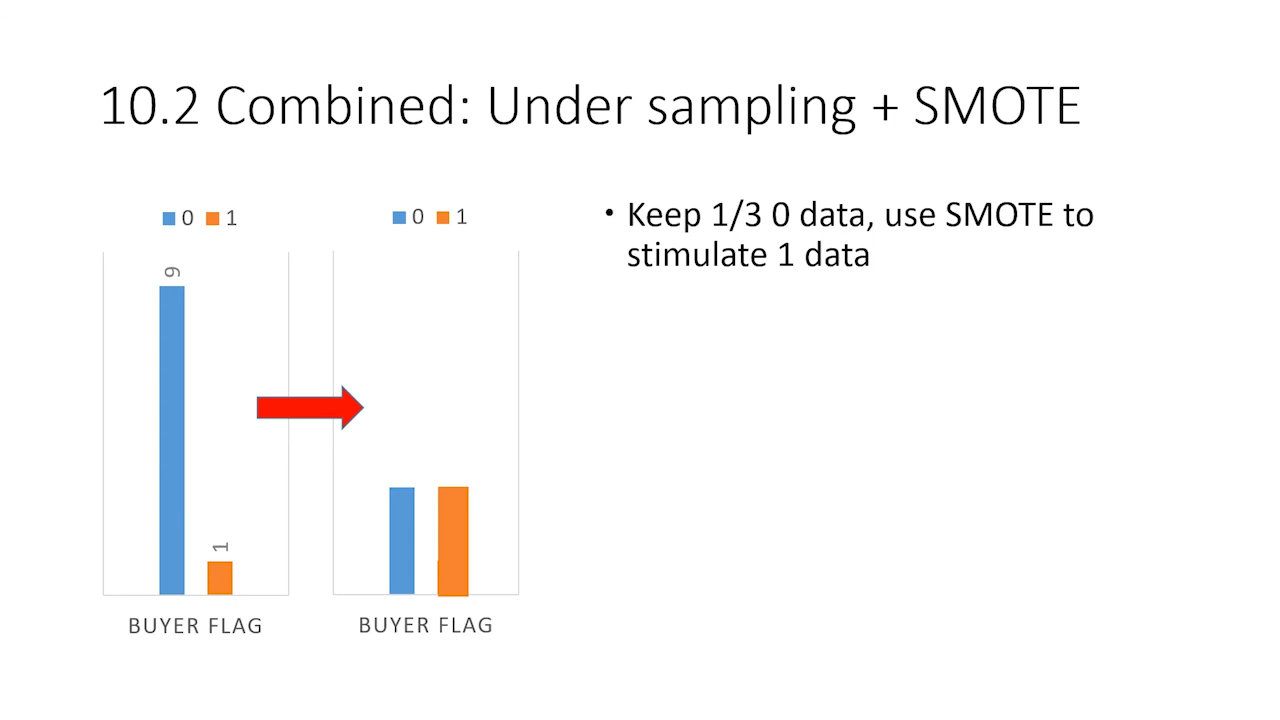 10.2 Combined: Under sampling + SMOTE
0 1
9
1
BUYER FLAG
0 1
BUYER FLAG
• Keep 1/3 0 data, use SMOTE to
stimulate 1 data